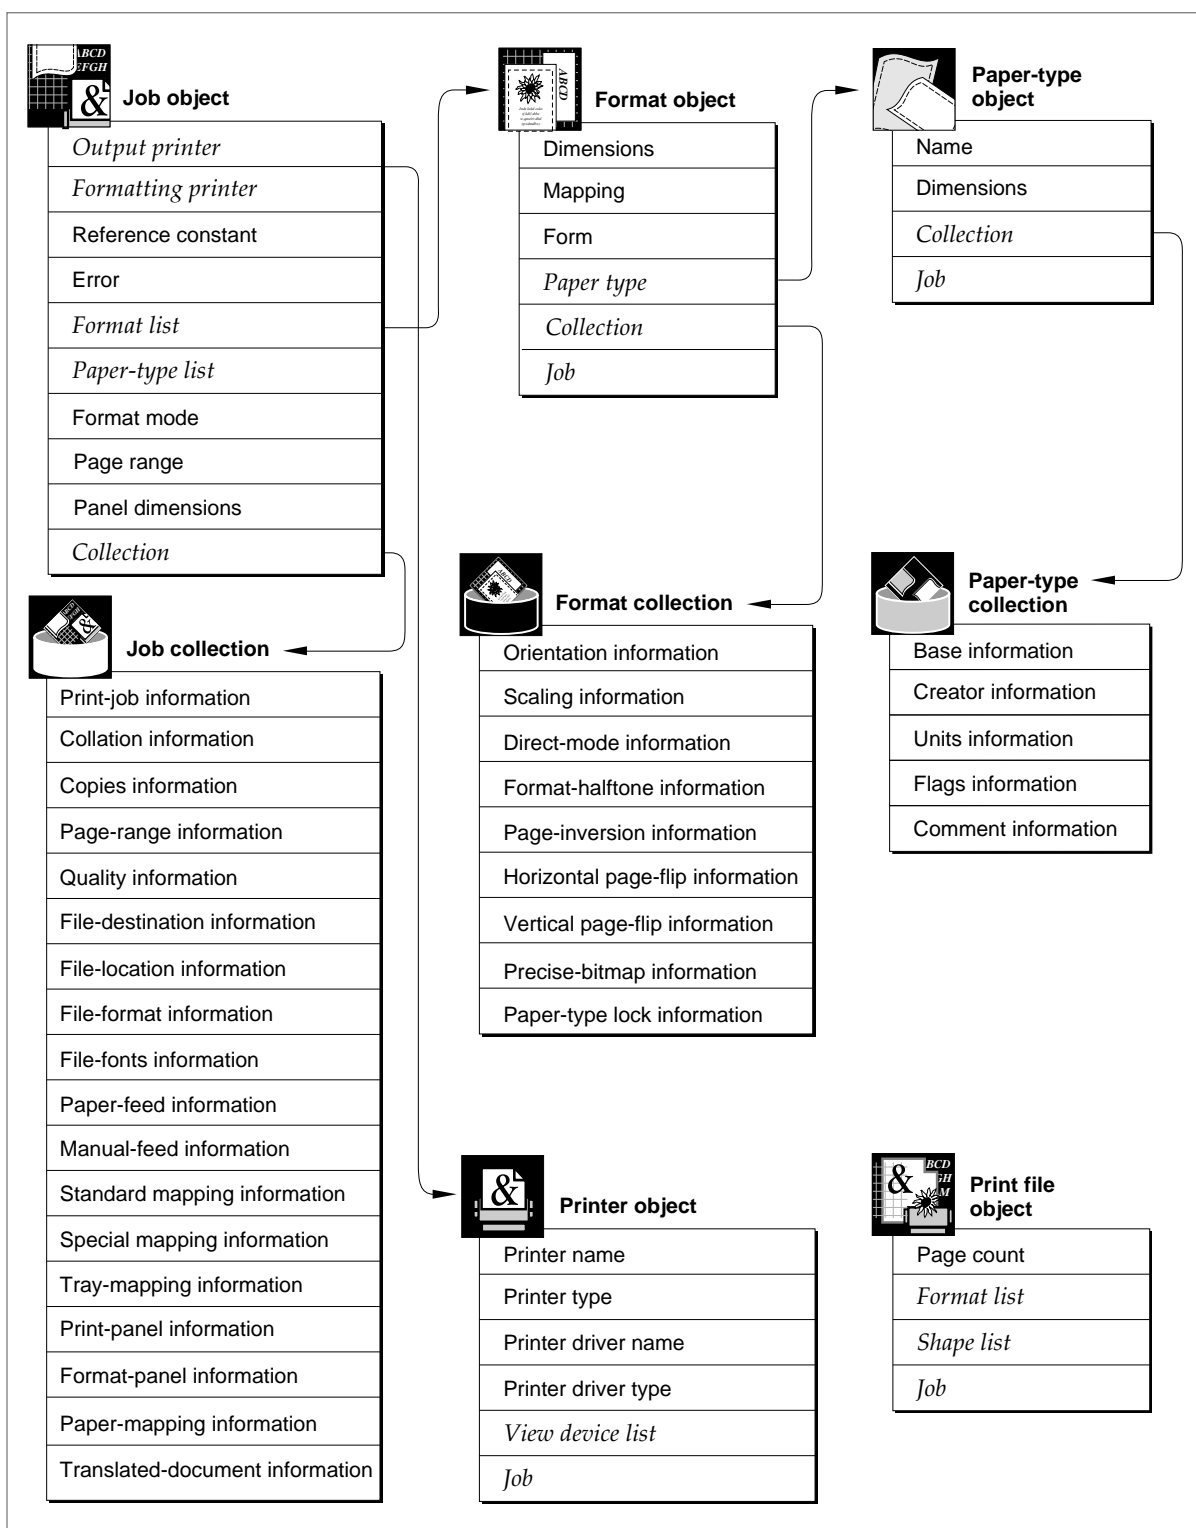 ABCD
EFGH
&
Job object
Output printer
Formatting printer
Reference constant
Error
Format list
Paper-type list
Format mode
Page range
Panel dimensions
Collection
ABCD
Format object
Dimensions
Mapping
Form
Paper type
Collection
Job
Paper-type
object
Name
Dimensions
Collection
Job
&
Job collection
Print-job information
Collation information
Copies information
Page-range information
Quality information
File-destination information
File-location information
File-format information
File-fonts information
Paper-feed information
Manual-feed information
Standard mapping information
Special mapping information
Tray-mapping information
Print-panel information
Format-panel information
Paper-mapping information
Translated-document information
ABCD
Format collection
Orientation information
Scaling information
Direct-mode information
Format-halftone information
Page-inversion information
Horizontal page-flip information
Vertical page-flip information
Precise-bitmap information
Paper-type lock information
Paper-type
collection
Base information
Creator information
Units information
Flags information
Comment information
&
Printer object
Printer name
Printer type
Printer driver name
Printer driver type
View device list
Job
&
BCD
GH
M
Print file
object
Page count
Format list
Shape list
Job